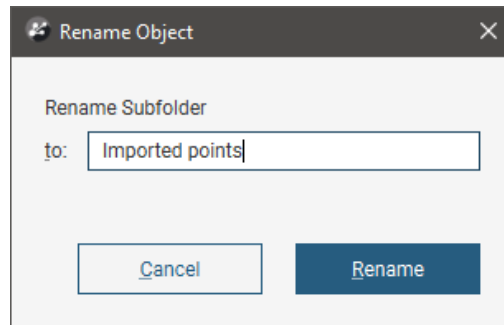 Rename Object
Rename Subfolder
to: Imported points
Cancel Rename